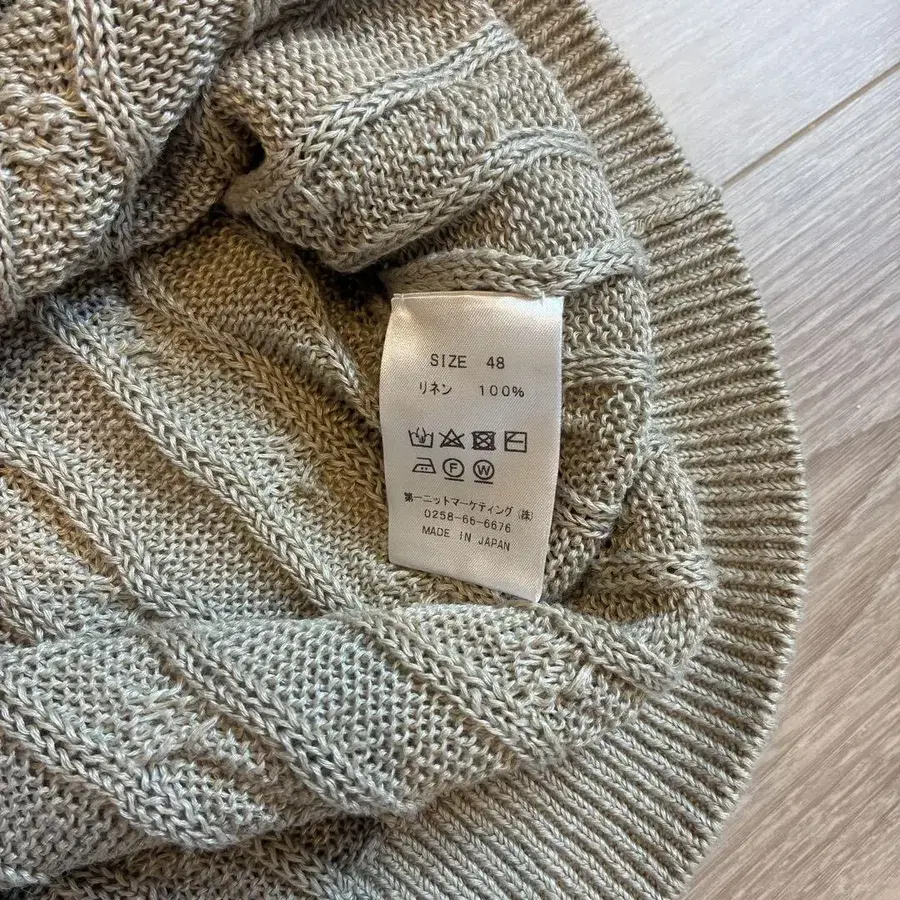 SIZE 48
リネン 100%
F W
第一ニットマーケティング(株)
0258-66-6676
MADE IN JAPAN